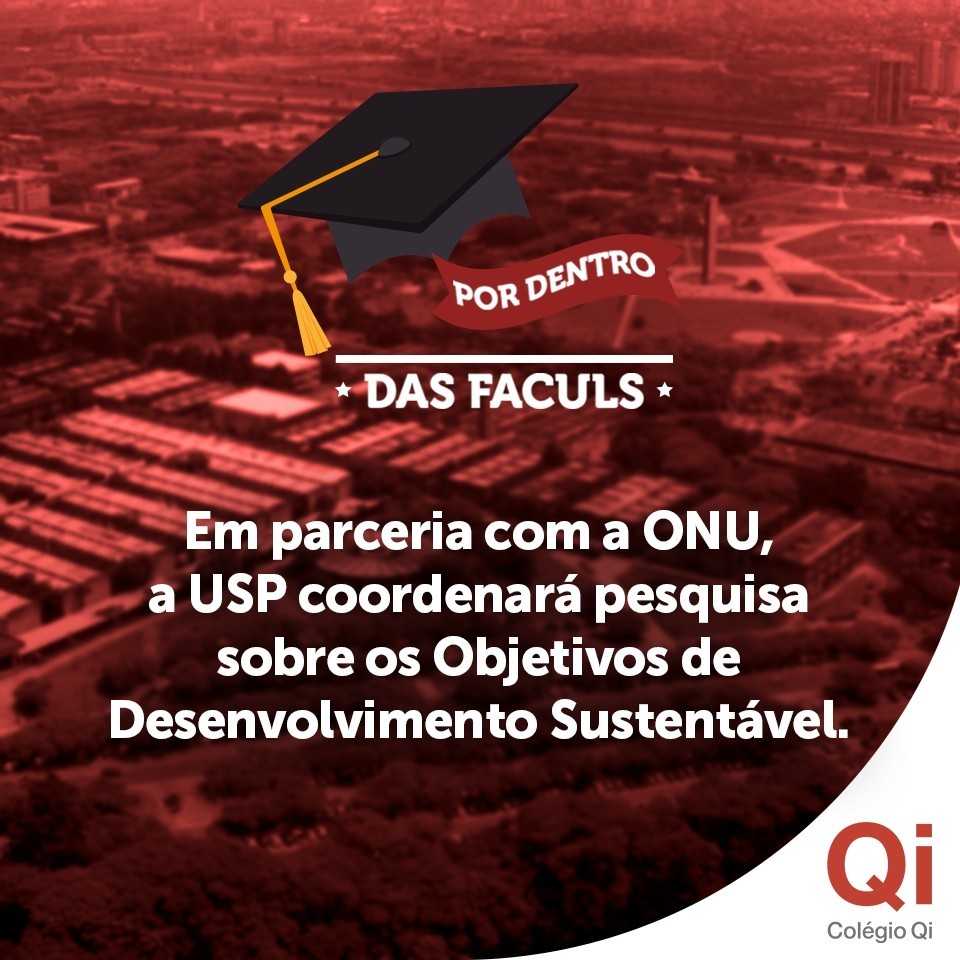 POR DENTRO
DAS FACULS
Em parceria com a ONU,
a USP coordenará pesquisa
sobre os Objetivos de
Desenvolvimento Sustentável.
Qi
Colégio Qi